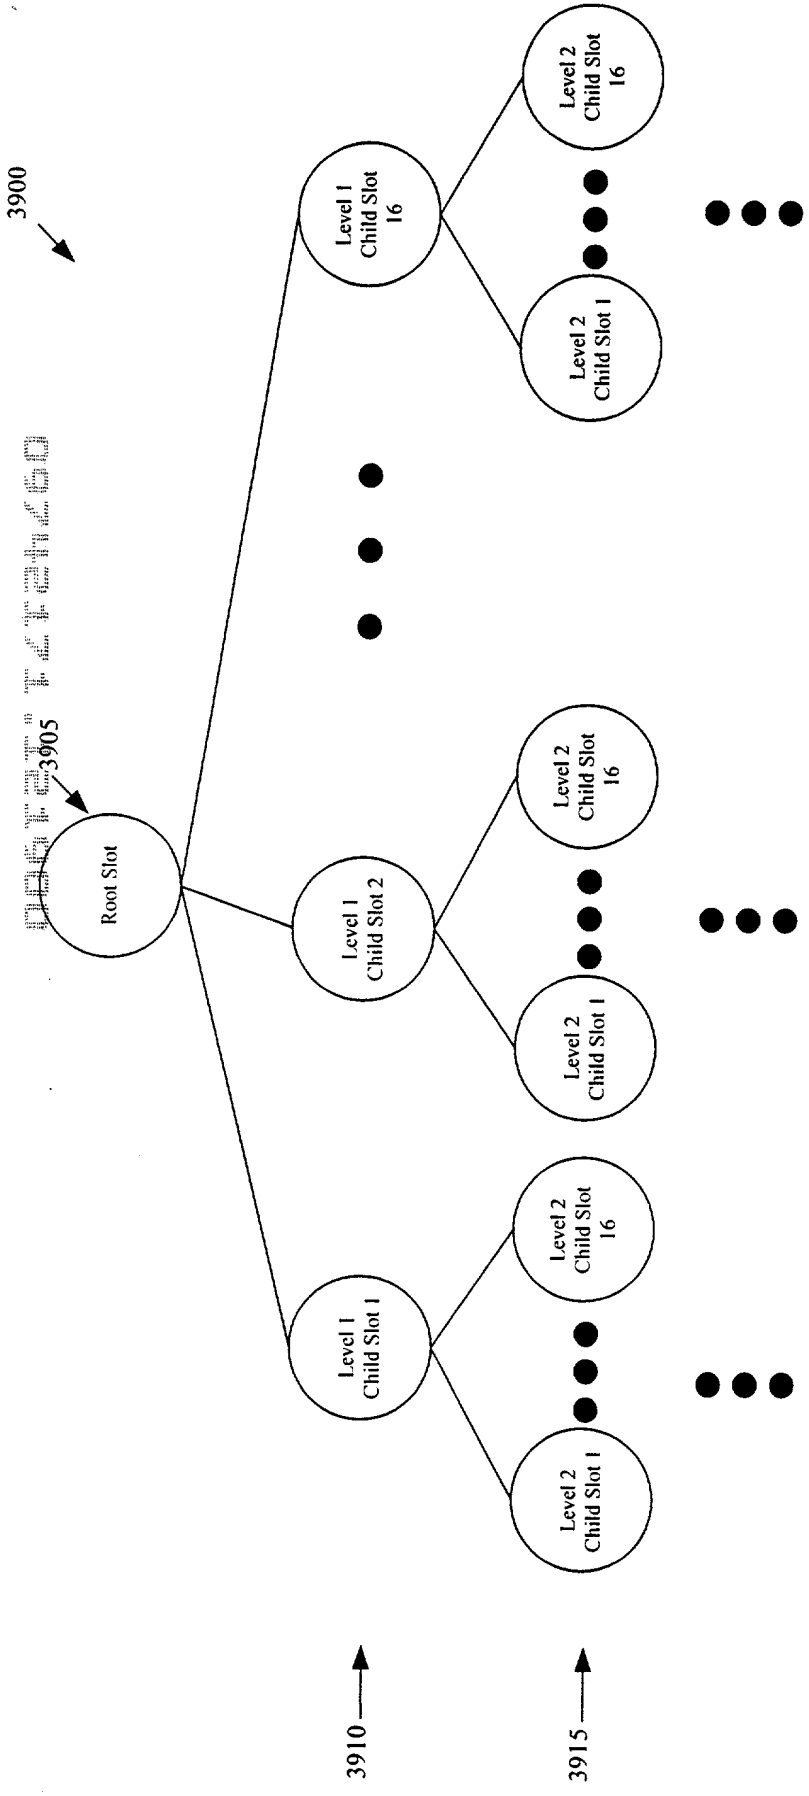 3900
3905
Root Slot
3910
Level 1
Child Slot 1
Level 1
Child Slot 2
Level 1
Child Slot
16
3915
Level 2
Child Slot 1
Level 2
Child Slot
16
Level 2
Child Slot 1
Level 2
Child Slot
16
Level 2
Child Slot 1
Level 2
Child Slot
16